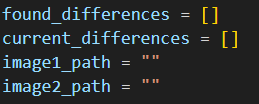 found_differences = []
current_differences = []
image1_path = ""
image2_path = ""